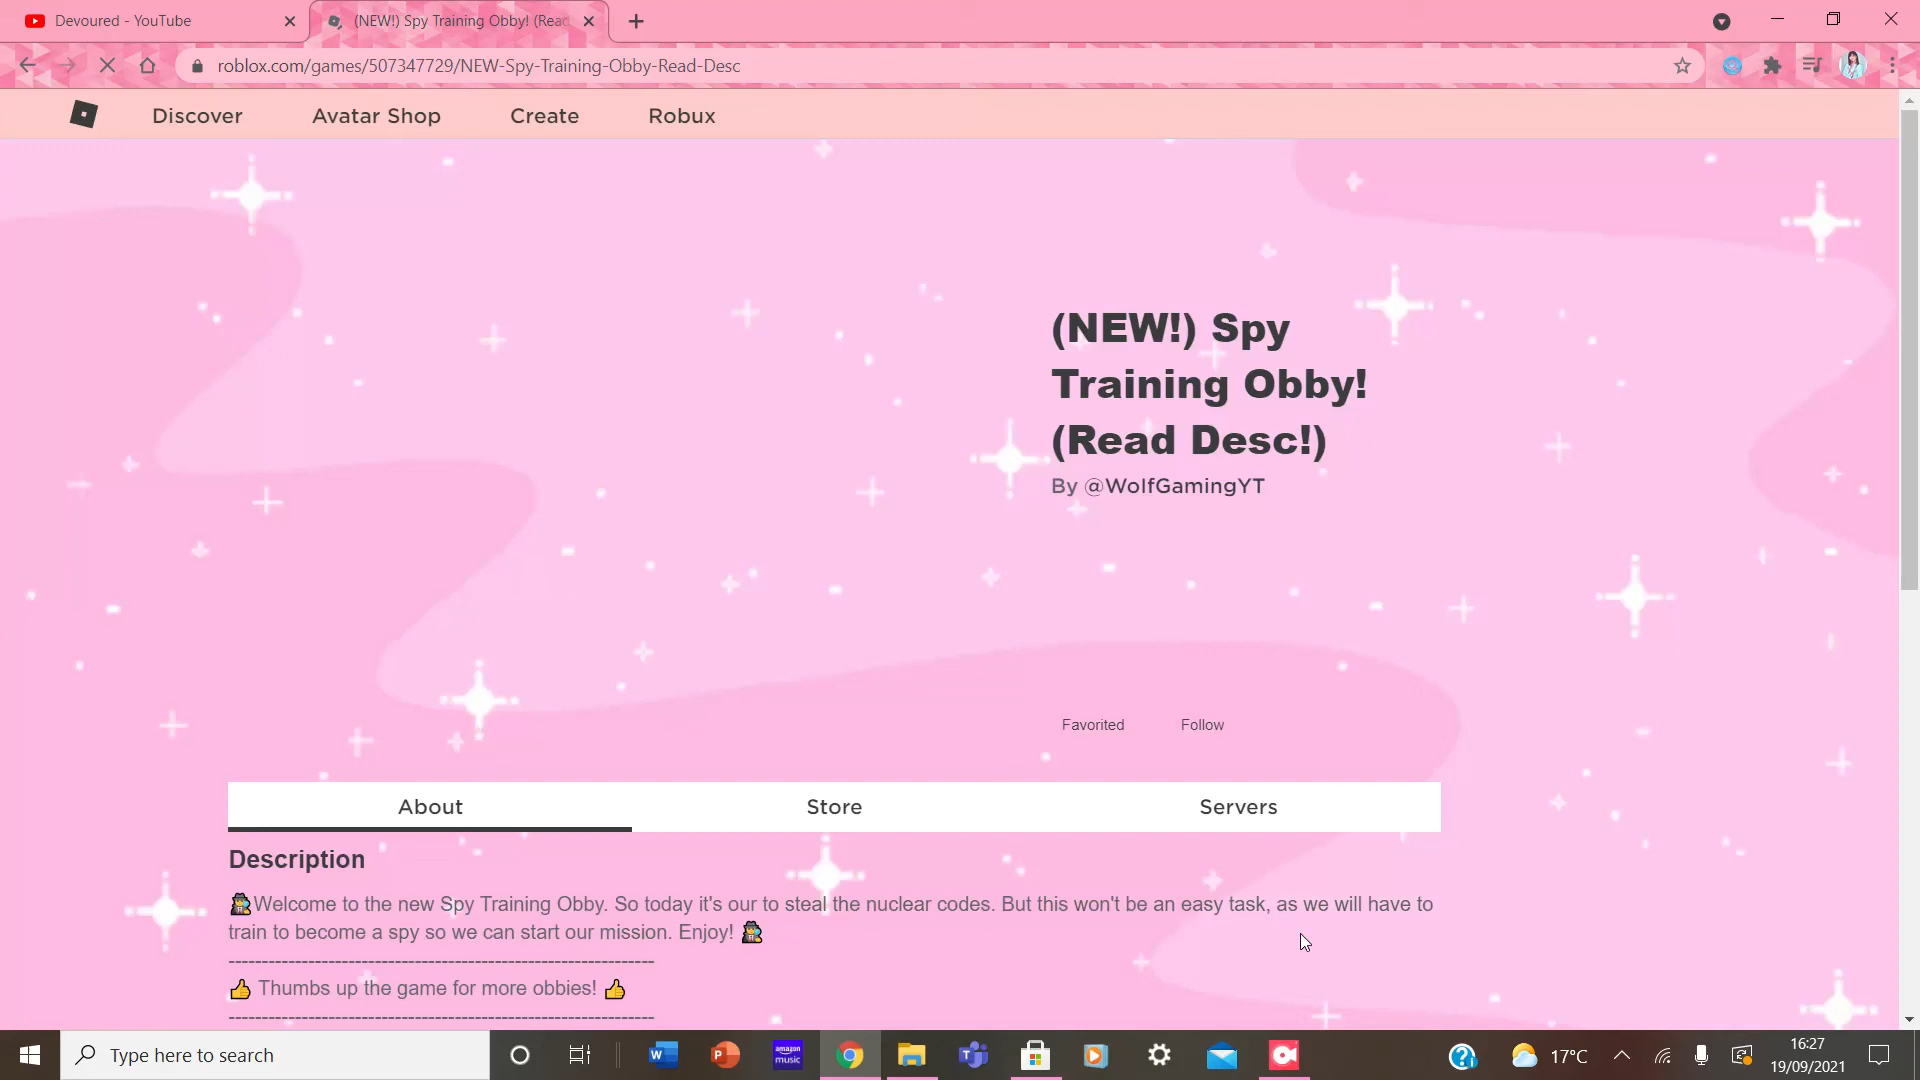 Devoured - YouTube
(NEW!) Spy Training Obby! (Read
roblox.com/games/507347729/NEW-Spy-Training-Obby-Read-Desc
Discover Avatar Shop Create Robux
(NEW!) Spy
Training Obby!
(Read Desc!)
By @WolfGamingYT
Favorited Follow
About Store Servers
Description
Welcome to the new Spy Training Obby. So today it's our to steal the nuclear codes. But this won't be an easy task, as we will have to
train to become a spy so we can start our mission. Enjoy!
----------------------------------------------------------------
👍 Thumbs up the game for more obbies! 👍
----------------------------------------------------------------
Type here to search
amazon music
17°C
16:27
19/09/2021